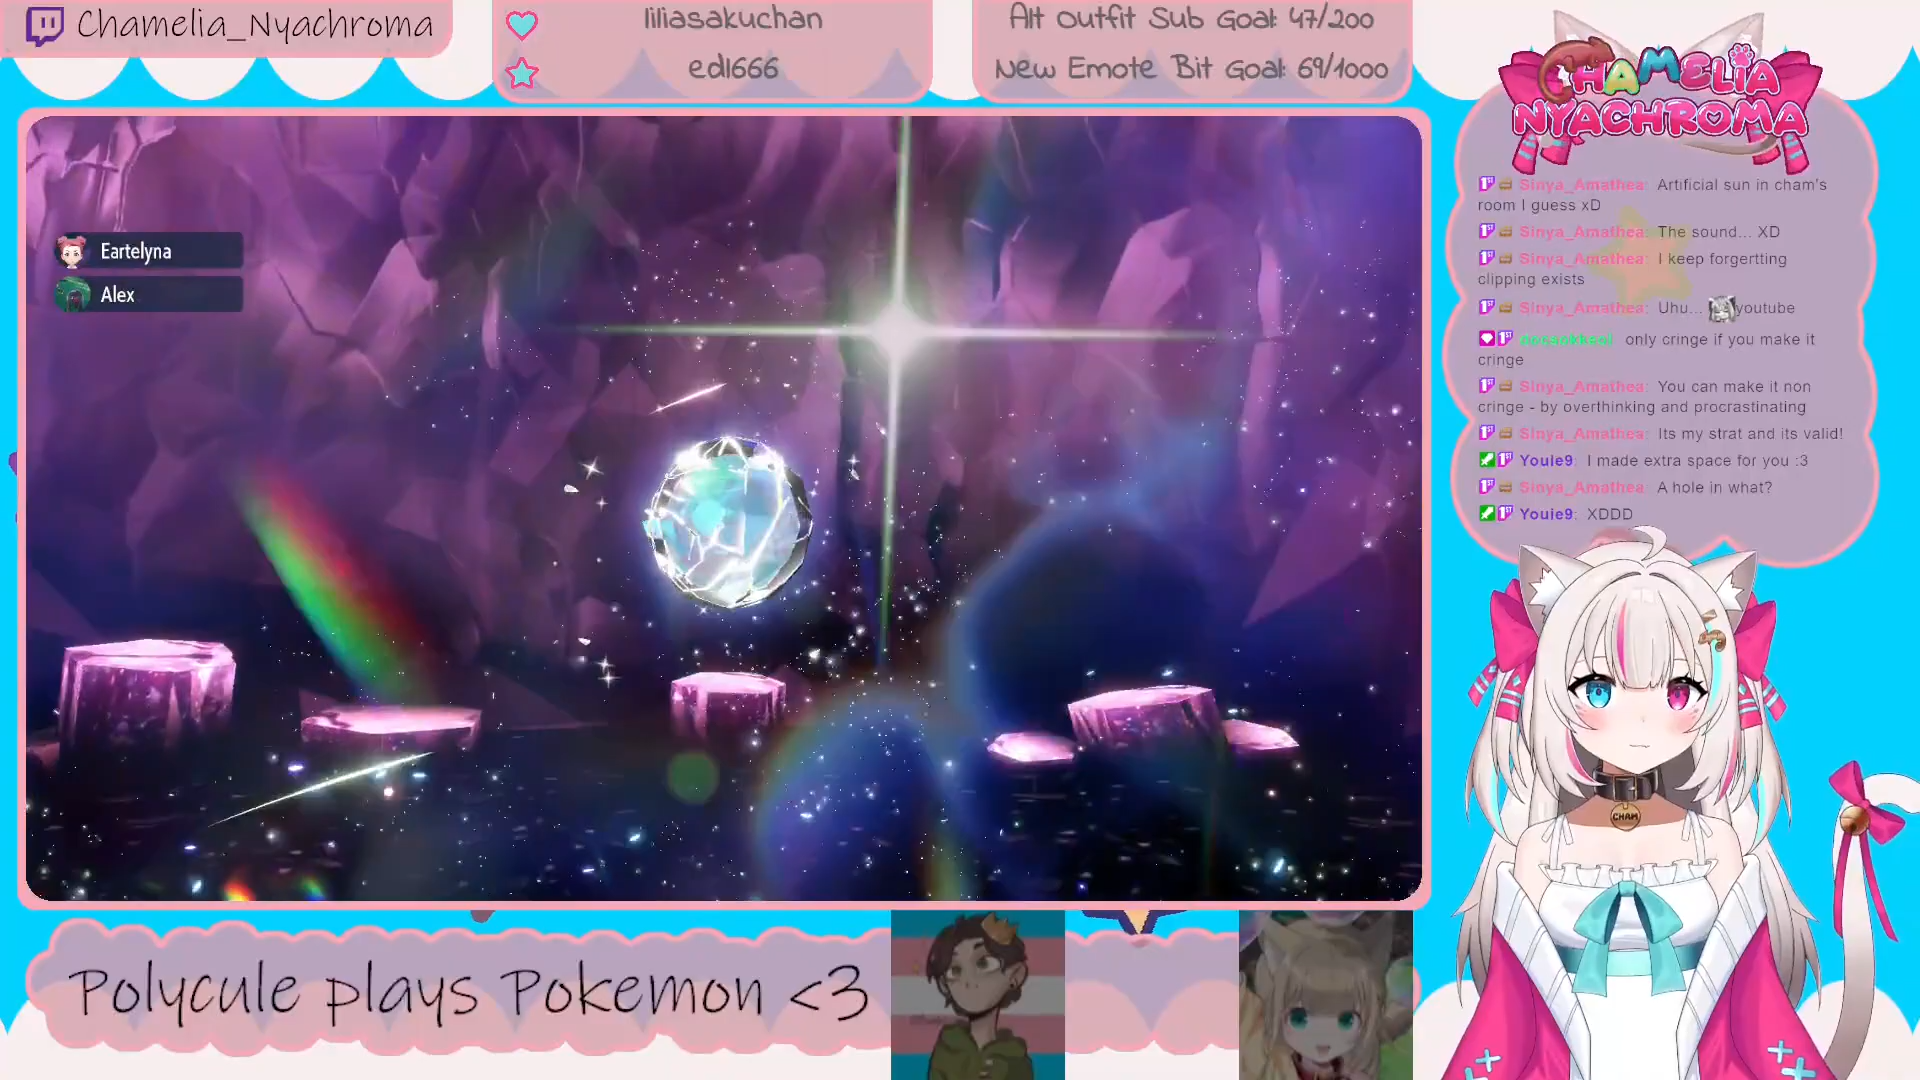 Chamelia_Nyachroma
liliasakuchan
edl666
Alt Outfit Sub Goal: 47/200
New Emote Bit Goal: 69/1000
CHAMELIA
NYACHROMA
Eartelyna
Alex
Sinya_Amathea: Artificial sun in cham's
room I guess xD
Sinya_Amathea: The sound... XD
Sinya_Amathea: I keep forgertting
clipping exists
Sinya_Amathea: Uhu... youtube
only cringe if you make it
cringe
Sinya_Amathea: You can make it non
cringe - by overthinking and procrastinating
Sinya_Amathea: Its my strat and its valid!
Youie9: I made extra space for you :3
Sinya_Amathea: A hole in what?
Youie9: XDDD
CHAM
Polycule plays Pokemon <3